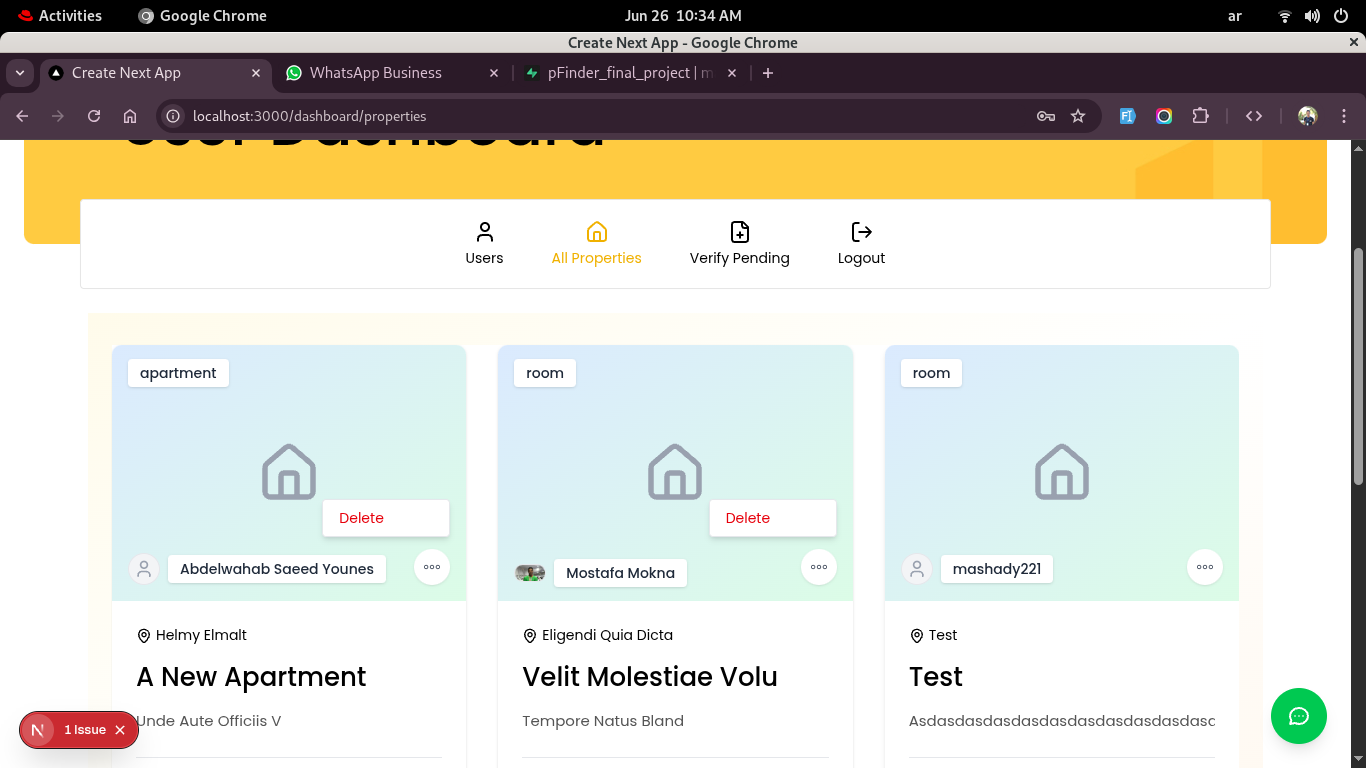 Activities
Google Chrome
Jun 26 10:34 AM
ar
Create Next App - Google Chrome
Create Next App
WhatsApp Business
pFinder_final_project | m
localhost:3000/dashboard/properties
User Dashboard
Users
All Properties
Verify Pending
Logout
apartment
room
room
Delete
Delete
Abdelwahab Saeed Younes
Mostafa Mokna
mashady221
Helmy Elmalt
Eligendi Quia Dicta
Test
A New Apartment
Velit Molestiae Volu
Test
Unde Aute Officiis V
Tempore Natus Bland
Asdasdasdasdasdasdasdasdasdasdasc
N
1 Issue